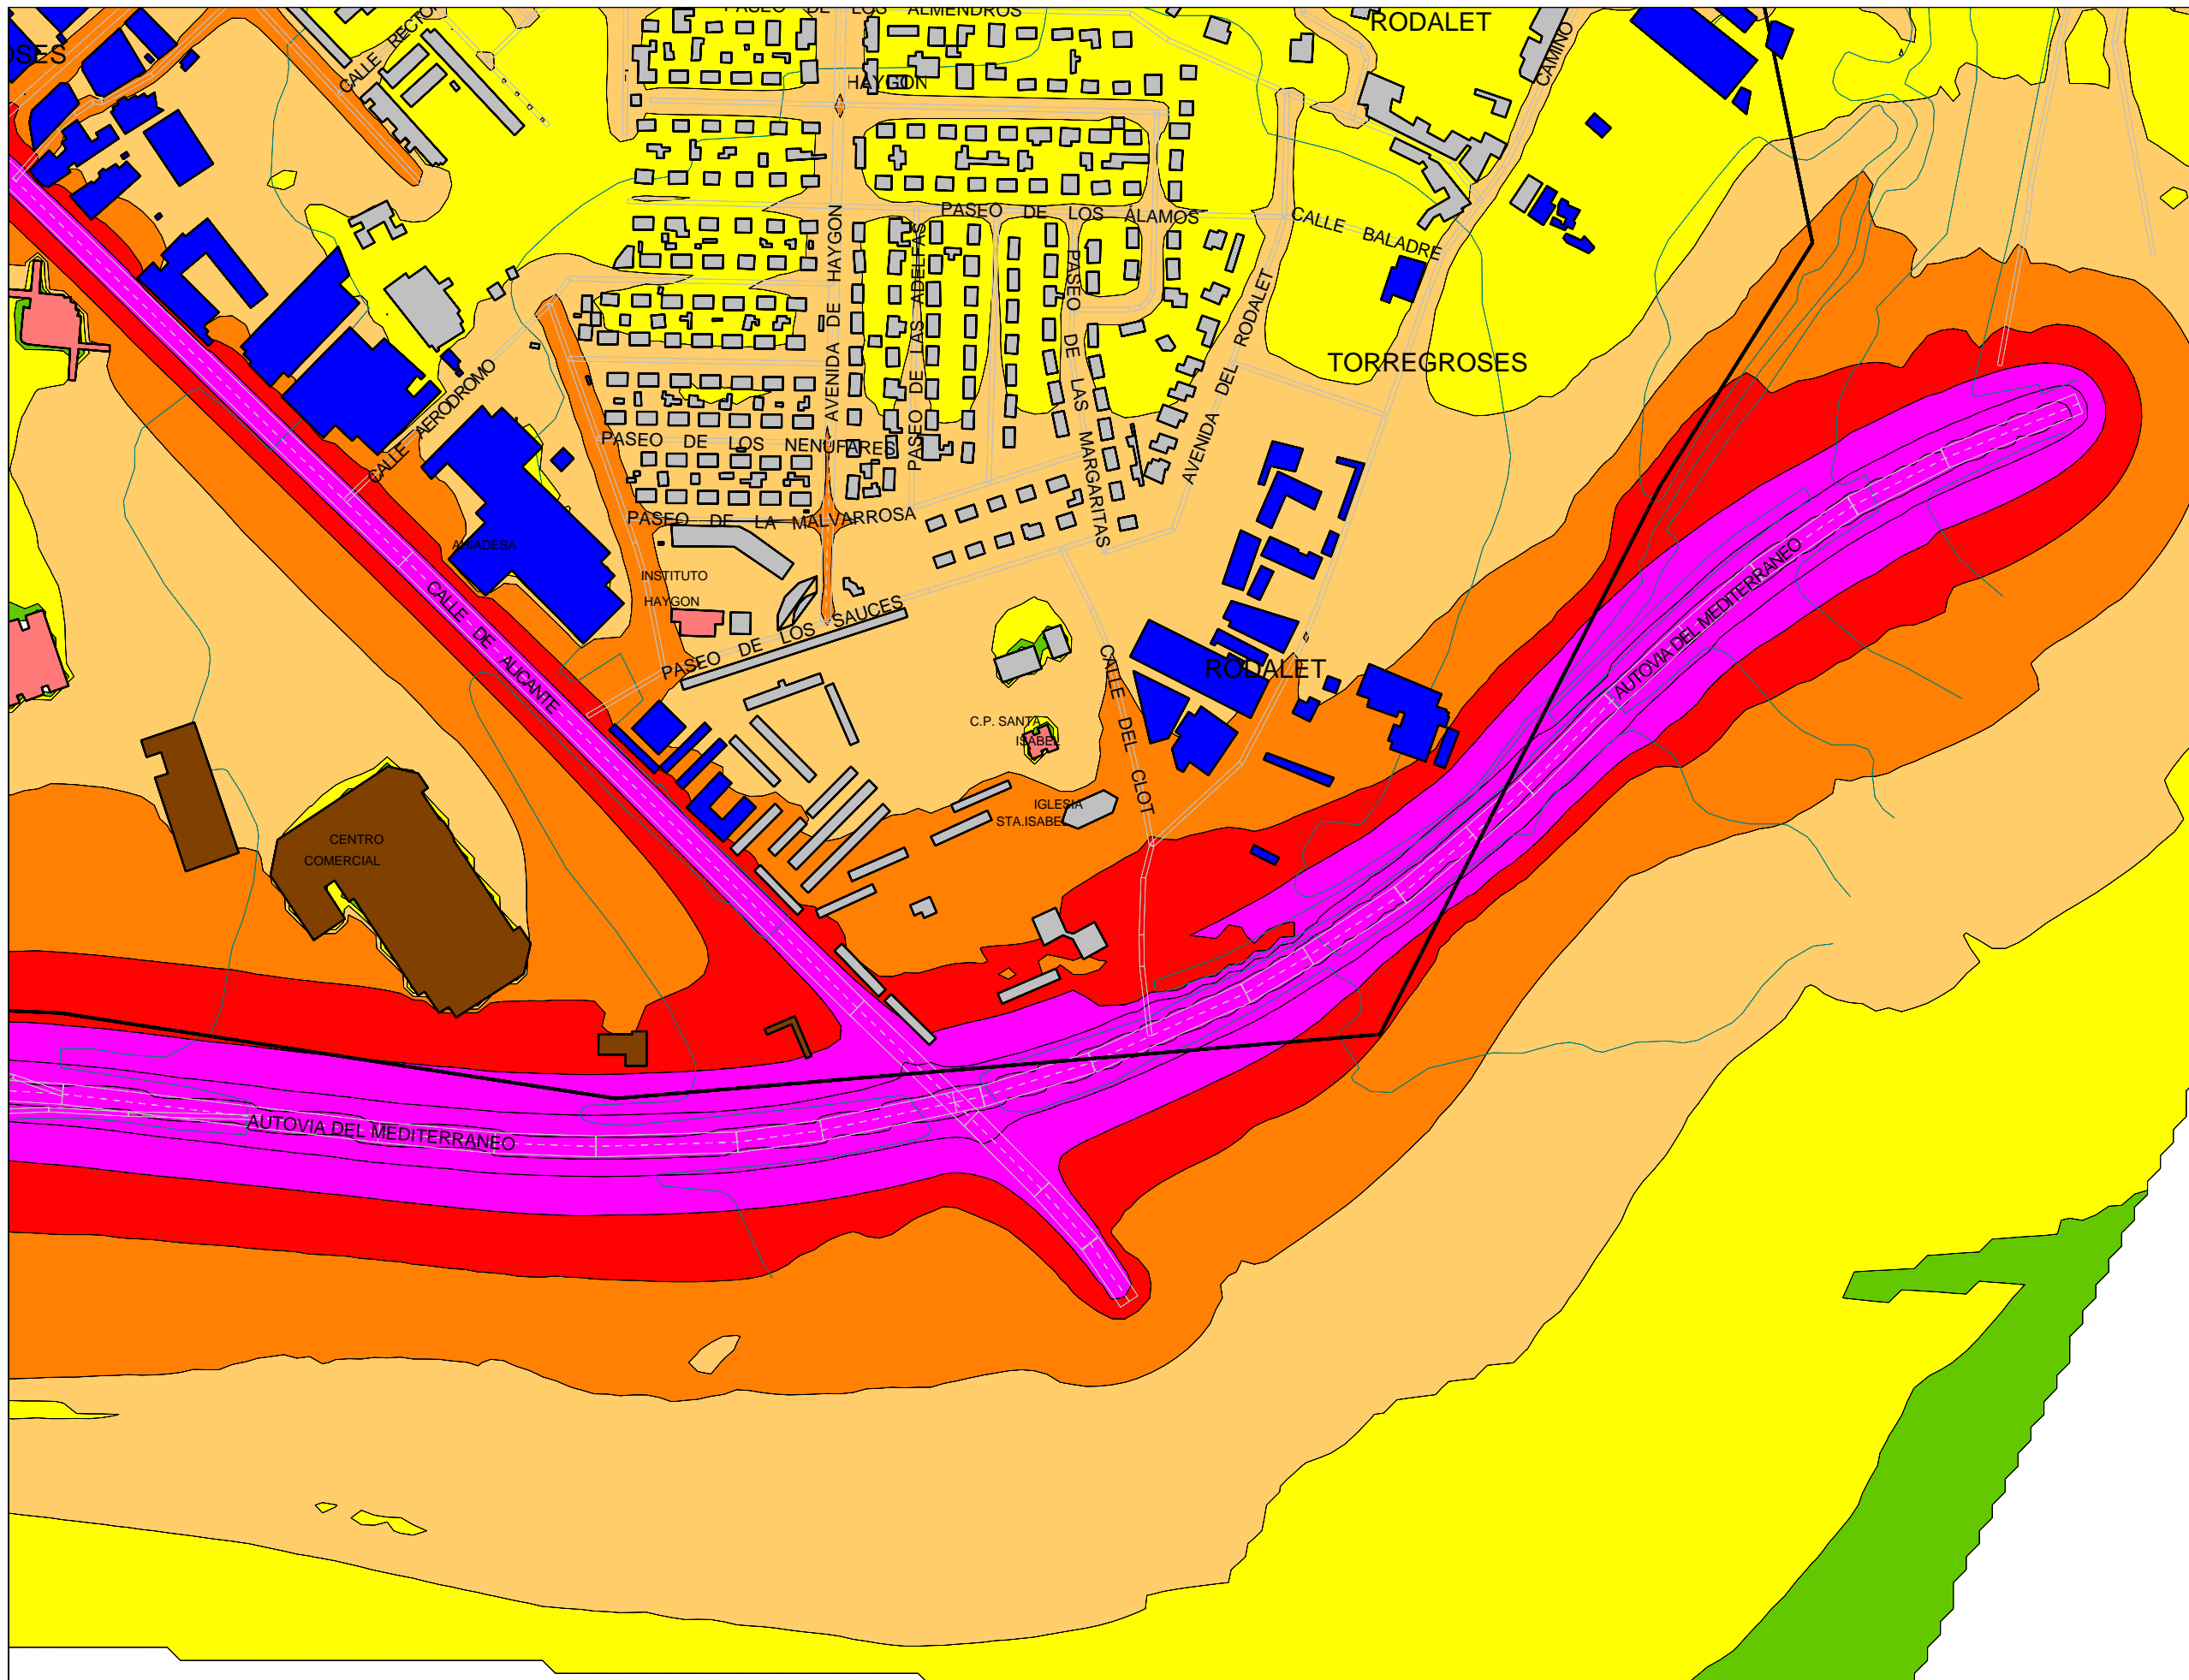 PASEO DE LOS ALMENDROS
RODALET
OSES
CALLE RECTOR
HAYGON
CAMINO
PASEO DE LOS ALAMOS
CALLE BALADRE
AVENIDA DE HAYGON
PASEO DE LAS ADELFAS
PASEO DE LAS MARGARITAS
AVENIDA DEL RODALET
TORREGROSES
CALLE AERODROMO
PASEO DE LOS NENUFARES
PASEO DE LA MALVARROSA
CALLE DE ALICANTE
INSTITUTO
HAYGON
PASEO DE LOS SAUCES
AUTOVIA DEL MEDITERRANEO
RODALET
CALLE DEL CLOT
C.P. SANTA
ISABEL
IGLESIA
STA.ISABEL
CENTRO
COMERCIAL
AUTOVIA DEL MEDITERRANEO